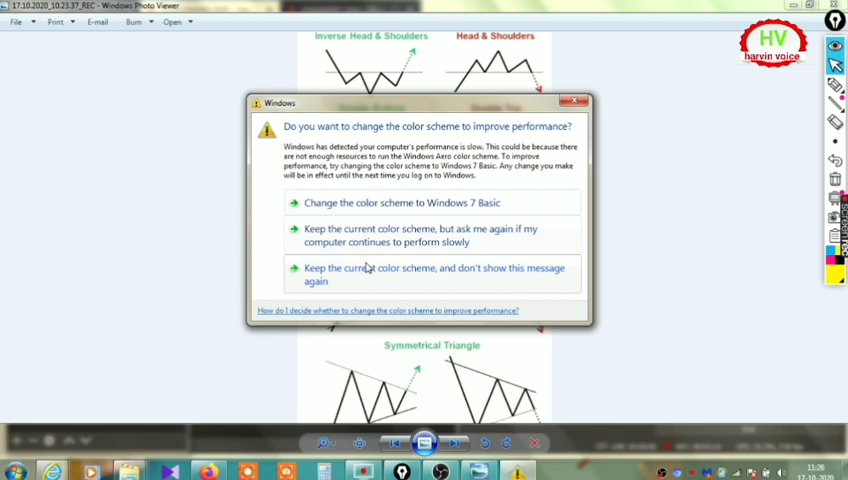 17.10.2020_10.23.37_REC - Windows Photo Viewer
File Print E-mail Burn Open
Inverse Head & Shoulders Head & Shoulders
HV
harvin voice
Windows
Double Bottom Double Top
Do you want to change the color scheme to improve performance?
Windows has detected your computer's performance is slow. This could be because
there are not enough resources to run the Windows Aero color scheme. To improve
performance, try changing the color scheme to Windows 7 Basic. Any change you make
will be in effect until the next time you log on to Windows.
Change the color scheme to Windows 7 Basic
Keep the current color scheme, but ask me again if my
computer continues to perform slowly
Keep the current color scheme, and don't show this message
again
How do I decide whether to change the color scheme to improve performance?
Symmetrical Triangle
11:26
17-10-2020